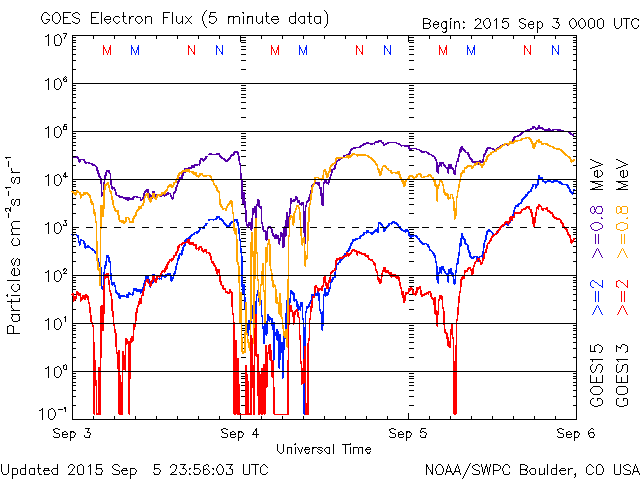 GOES Electron Flux (5 minute data)
Begin: 2015 Sep 3 0000 UTC
M M N N M M N N M M N N
10⁷
10⁶
10⁵
10⁴
10³
10²
10¹
10⁰
10⁻¹
Particles cm⁻²s⁻¹sr⁻¹
Sep 3 Sep 4 Sep 5 Sep 6
Universal Time
GOES15 >=2 >=0.8 MeV
GOES13 >=2 >=0.8 MeV
Updated 2015 Sep 5 23:56:03 UTC
NOAA/SWPC Boulder, CO USA